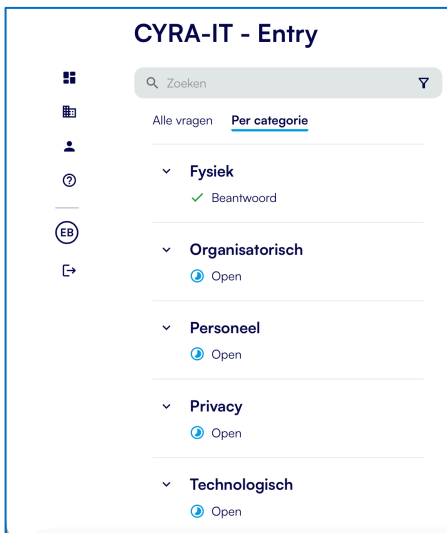 CYRA-IT - Entry
Zoeken
Alle vragen Per categorie
Fysiek
Beantwoord
Organisatorisch
Open
EB
Personeel
Open
Privacy
Open
Technologisch
Open